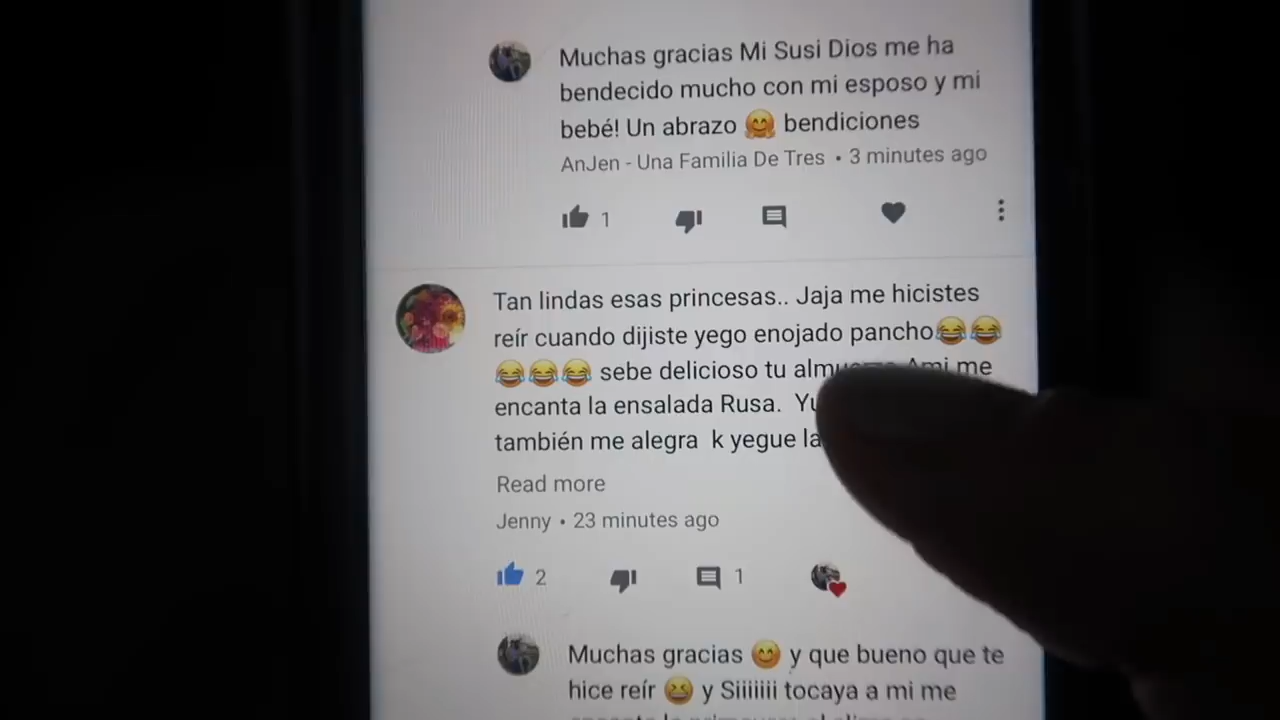 Muchas gracias Mi Susi Dios me ha
bendecido mucho con mi esposo y mi
bebé! Un abrazo 🤗 bendiciones
AnJen - Una Familia De Tres • 3 minutes ago
1
Tan lindas esas princesas.. Jaja me hicistes
reír cuando dijiste yego enojado pancho😂😂
😂😂😂 sebe delicioso tu Ami me
encanta la ensalada Rusa.
también me alegra k yegue la
Read more
Jenny • 23 minutes ago
2 1
Muchas gracias 😊 y que bueno que te
hice reír 😆 y Siiiiiii tocaya a mi me